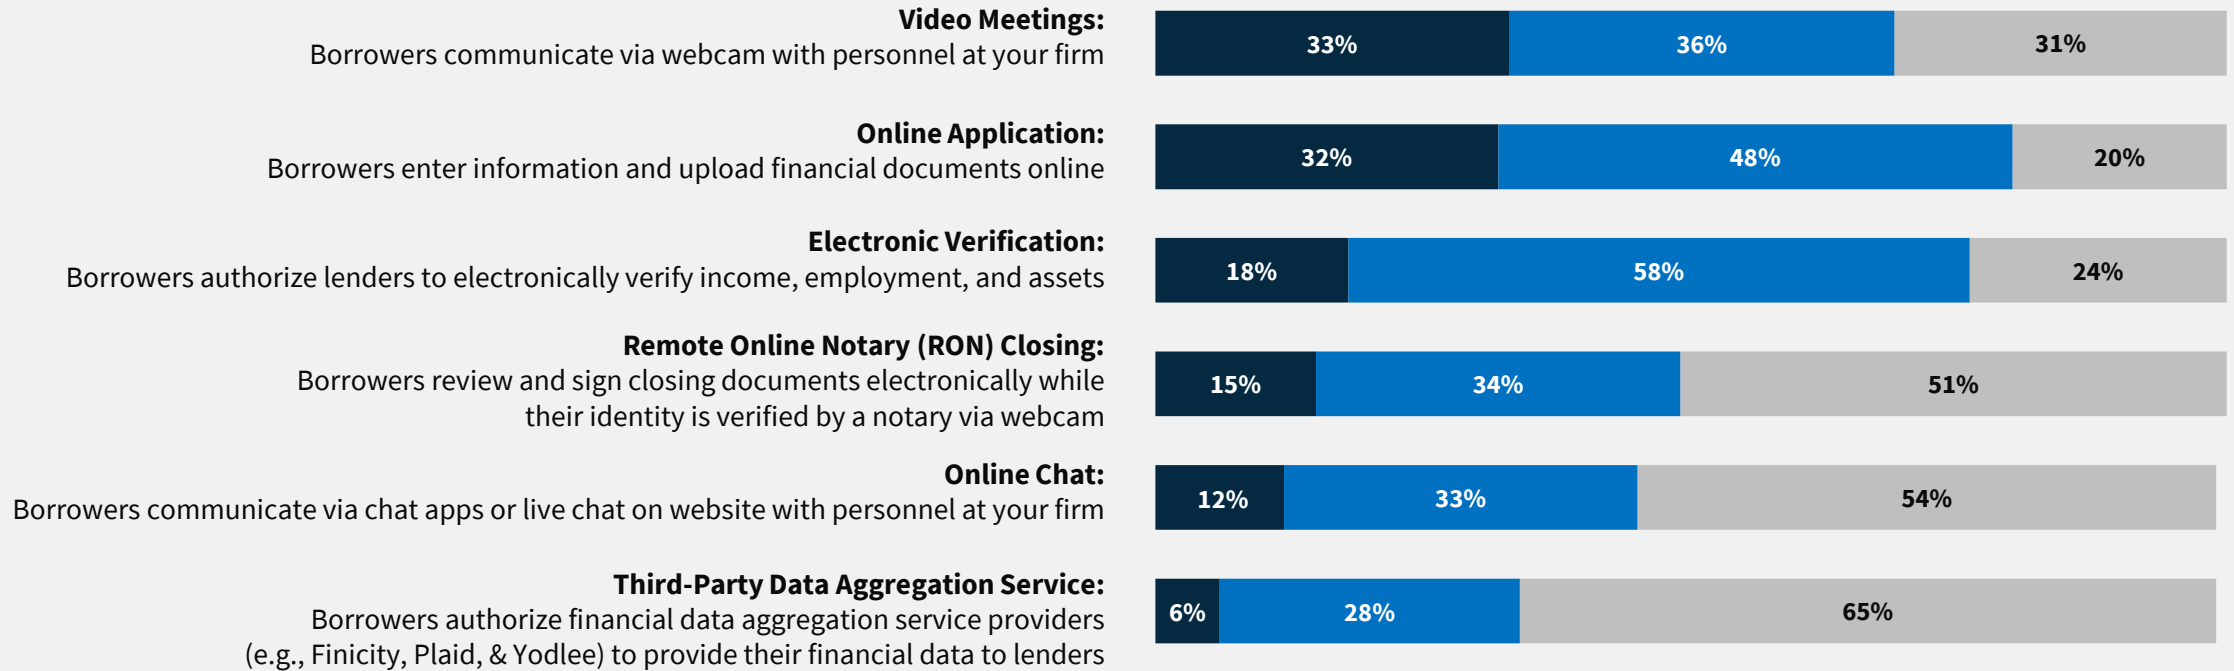 Video Meetings:
Borrowers communicate via webcam with personnel at your firm
33% 36% 31%
Online Application:
Borrowers enter information and upload financial documents online
32% 48% 20%
Electronic Verification:
Borrowers authorize lenders to electronically verify income, employment, and assets
18% 58% 24%
Remote Online Notary (RON) Closing:
Borrowers review and sign closing documents electronically while
their identity is verified by a notary via webcam
15% 34% 51%
Online Chat:
Borrowers communicate via chat apps or live chat on website with personnel at your firm
12% 33% 54%
Third-Party Data Aggregation Service:
Borrowers authorize financial data aggregation service providers
(e.g., Finicity, Plaid, & Yodlee) to provide their financial data to lenders
6% 28% 65%